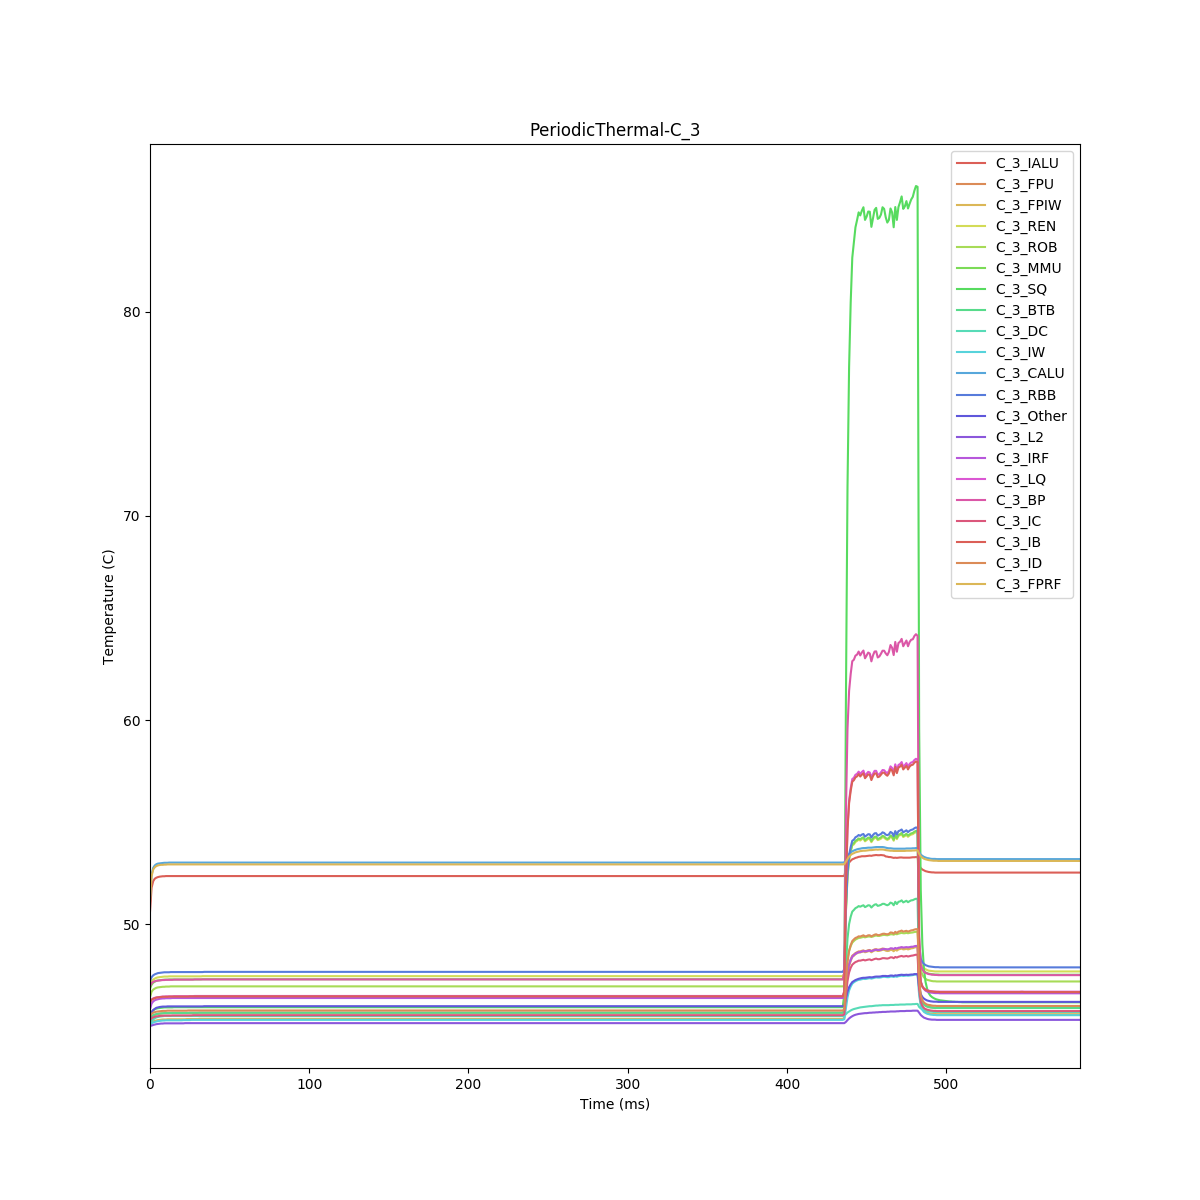 PeriodicThermal-C_3
C_3_IALU
C_3_FPU
C_3_FPIW
C_3_REN
C_3_ROB
C_3_MMU
C_3_SQ
C_3_BTB
C_3_DC
C_3_IW
C_3_CALU
C_3_RBB
C_3_Other
C_3_L2
C_3_IRF
C_3_LQ
C_3_BP
C_3_IC
C_3_IB
C_3_ID
C_3_FPRF
80
70
60
50
Temperature (C)
0 100 200 300 400 500
Time (ms)